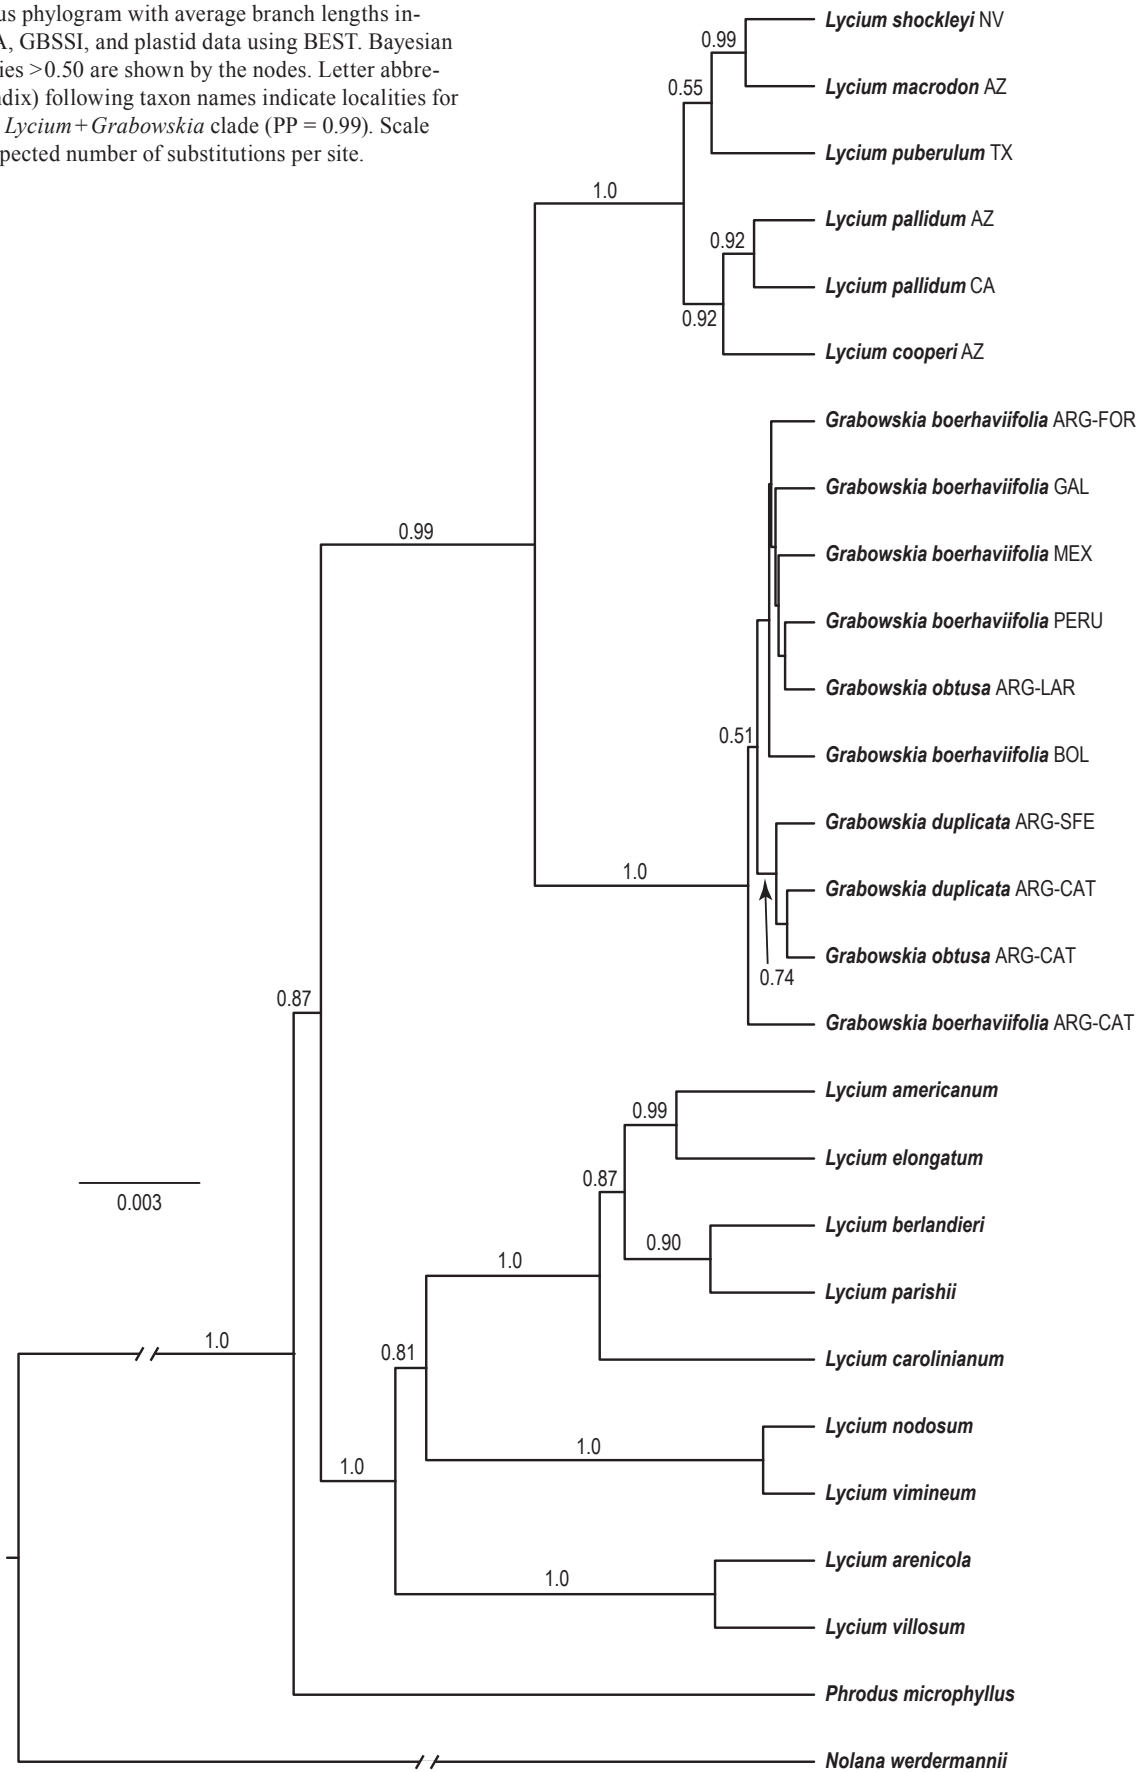 us phylogram with average branch lengths in-
A, GBSSI, and plastid data using BEST. Bayesian
ies >0.50 are shown by the nodes. Letter abbre-
ndix) following taxon names indicate localities for
Lycium+Grabowskia clade (PP = 0.99). Scale
pected number of substitutions per site.
Lycium shockleyi NV
0.99
Lycium macrodon AZ
0.55
Lycium puberulum TX
1.0
Lycium pallidum AZ
0.92
Lycium pallidum CA
0.92
Lycium cooperi AZ
Grabowskia boerhaviifolia ARG-FOR
Grabowskia boerhaviifolia GAL
0.99
Grabowskia boerhaviifolia MEX
Grabowskia boerhaviifolia PERU
Grabowskia obtusa ARG-LAR
0.51
Grabowskia boerhaviifolia BOL
Grabowskia duplicata ARG-SFE
1.0
Grabowskia duplicata ARG-CAT
Grabowskia obtusa ARG-CAT
0.74
0.87
Grabowskia boerhaviifolia ARG-CAT
Lycium americanum
0.99
Lycium elongatum
0.87
0.003
Lycium berlandieri
0.90
1.0
Lycium parishii
1.0
0.81
Lycium carolinianum
Lycium nodosum
1.0
1.0
Lycium vimineum
Lycium arenicola
1.0
Lycium villosum
Phrodus microphyllus
Nolana werdermannii